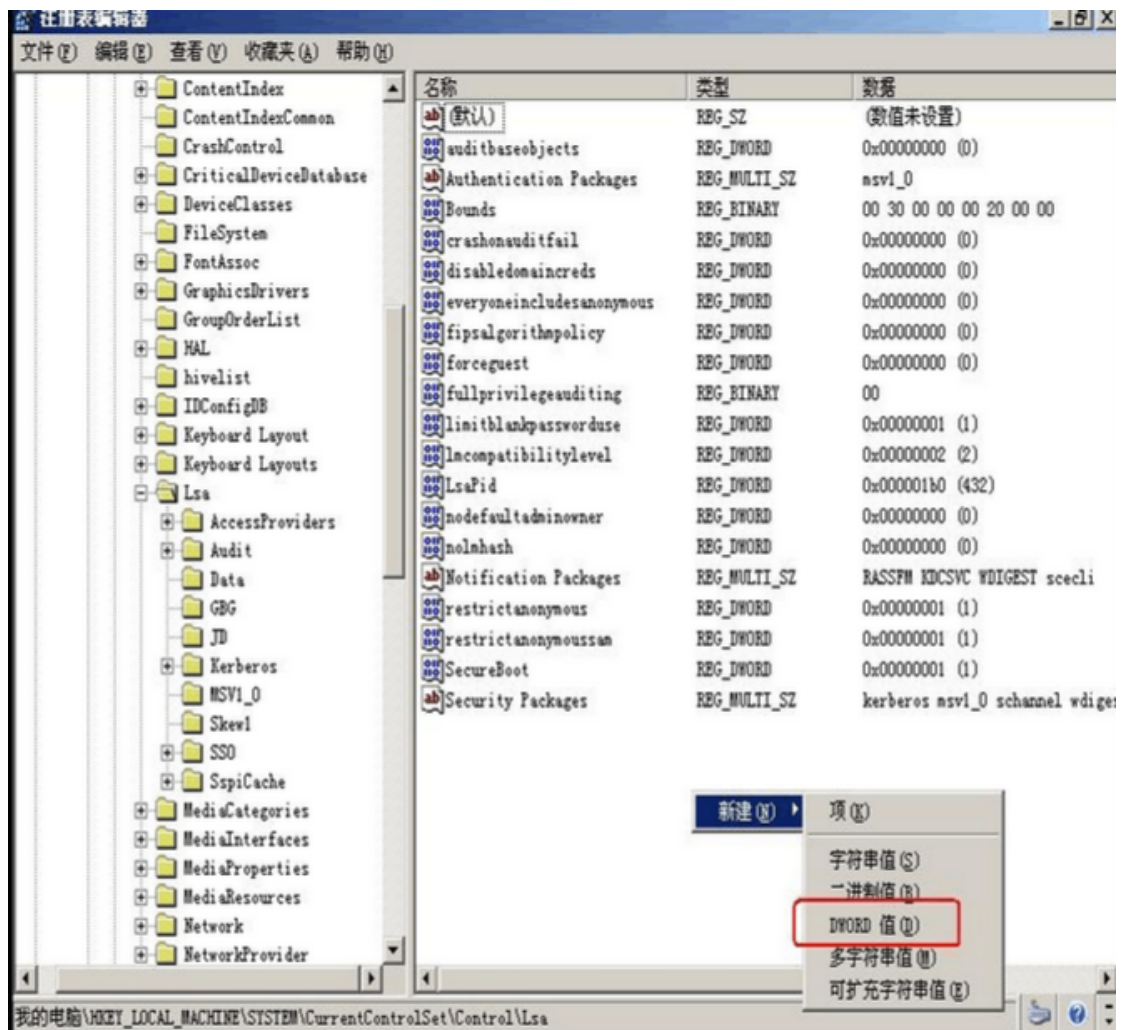 注册表编辑器
文件(F) 编辑(E) 查看(V) 收藏夹(A) 帮助(H)
ContentIndex
ContentIndexCommon
CrashControl
CriticalDeviceDatabase
DeviceClasses
FileSystem
FontAssoc
GraphicsDrivers
GroupOrderList
HAL
hivelist
IDConfigDB
Keyboard Layout
Keyboard Layouts
Lsa
AccessProviders
Audit
Data
GBG
JD
Kerberos
MSV1_0
Skew1
SSO
SspiCache
MediaCategories
MediaInterfaces
MediaProperties
MediaResources
Network
NetworkProvider
名称 类型 数据
(默认) REG_SZ (数值未设置)
auditbaseobjects REG_DWORD 0x00000000 (0)
Authentication Packages REG_MULTI_SZ msv1_0
Bounds REG_BINARY 00 30 00 00 00 20 00 00
crashonauditfail REG_DWORD 0x00000000 (0)
disabledomaincreds REG_DWORD 0x00000000 (0)
everyoneincludesanonymous REG_DWORD 0x00000000 (0)
fipsalgorithmpolicy REG_DWORD 0x00000000 (0)
forceguest REG_DWORD 0x00000000 (0)
fullprivilegeauditing REG_BINARY 00
limitblankpassworduse REG_DWORD 0x00000001 (1)
lmcompatibilitylevel REG_DWORD 0x00000002 (2)
LsaPid REG_DWORD 0x000001b0 (432)
nodefaultadminowner REG_DWORD 0x00000000 (0)
nolmhash REG_DWORD 0x00000000 (0)
Notification Packages REG_MULTI_SZ RASSFM KDCSVC WDIGEST scecli
restrictanonymous REG_DWORD 0x00000001 (1)
restrictanonymoussam REG_DWORD 0x00000001 (1)
SecureBoot REG_DWORD 0x00000001 (1)
Security Packages REG_MULTI_SZ kerberos msv1_0 schannel wdiges
新建(N)
项(K)
字符串值(S)
二进制值(B)
DWORD 值(D)
多字符串值(M)
可扩充字符串值(E)
我的电脑\HKEY_LOCAL_MACHINE\SYSTEM\CurrentControlSet\Control\Lsa